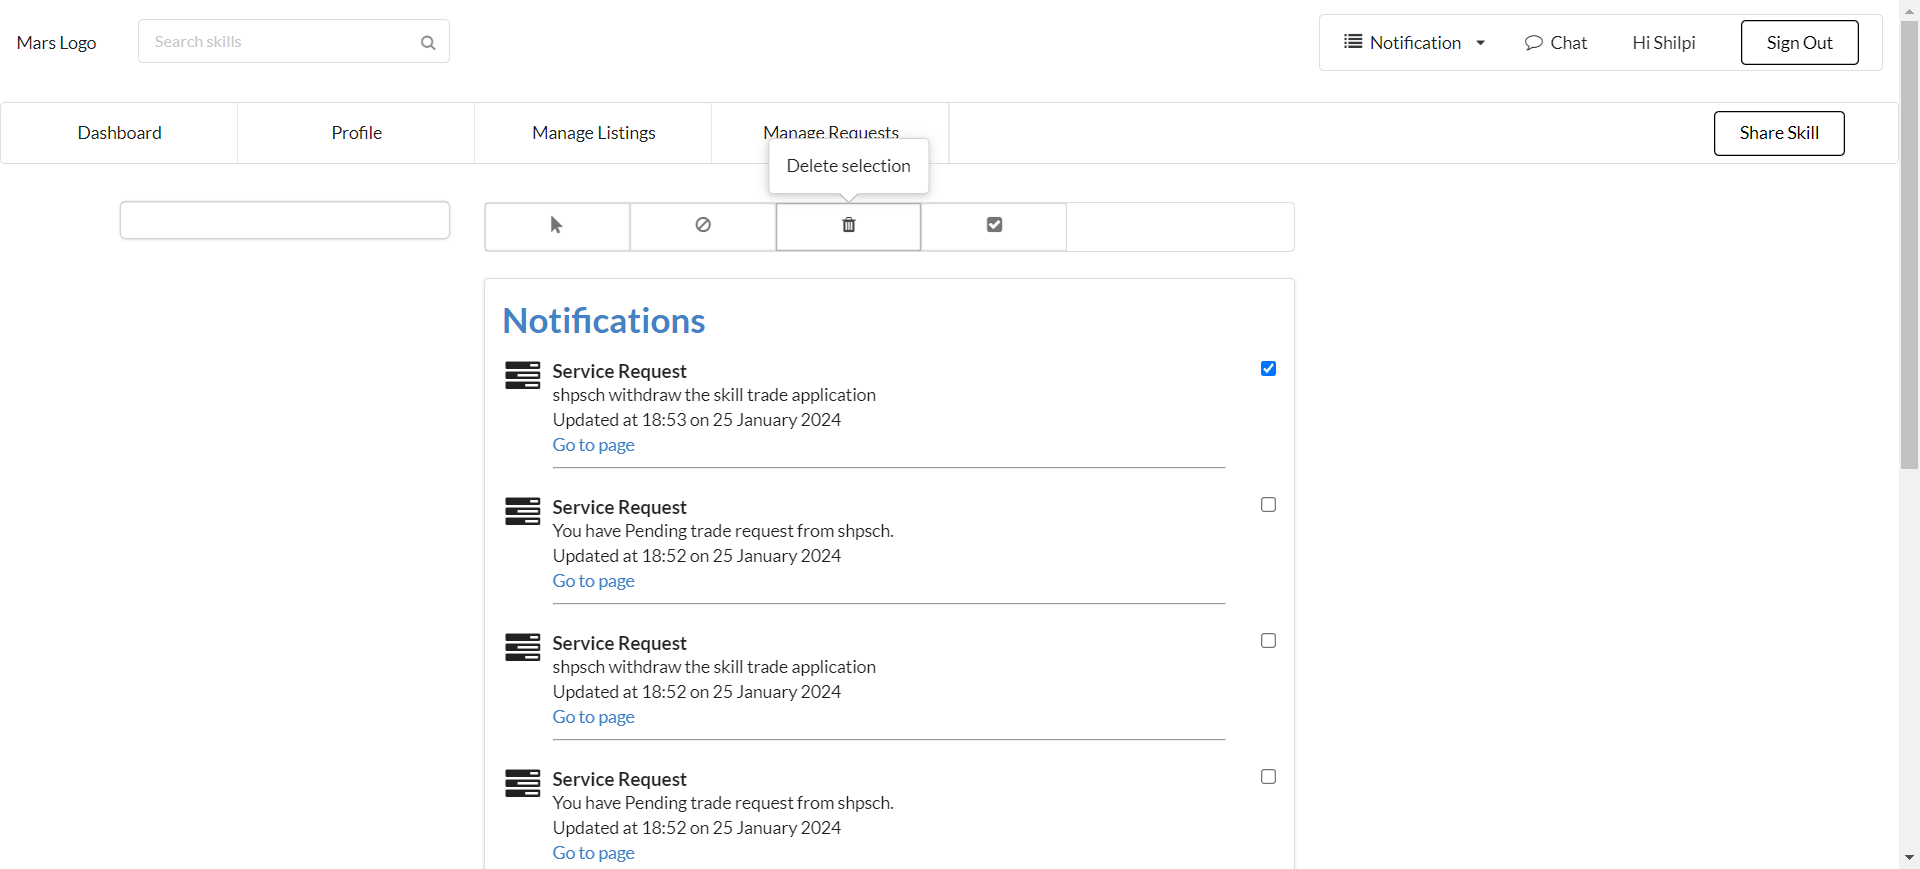 Mars Logo
Search skills
Notification
Chat
Hi Shilpi
Sign Out
Dashboard
Profile
Manage Listings
Manage Requests
Share Skill
Delete selection
Notifications
Service Request
shpsch withdraw the skill trade application
Updated at 18:53 on 25 January 2024
Go to page
Service Request
You have Pending trade request from shpsch.
Updated at 18:52 on 25 January 2024
Go to page
Service Request
shpsch withdraw the skill trade application
Updated at 18:52 on 25 January 2024
Go to page
Service Request
You have Pending trade request from shpsch.
Updated at 18:52 on 25 January 2024
Go to page